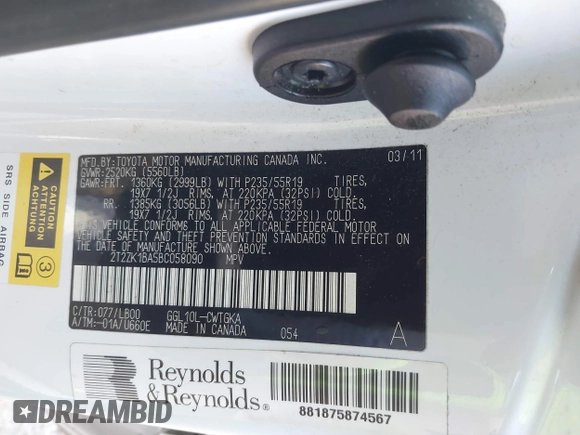 MFD.BY:TOYOTA MOTOR MANUFACTURING CANADA INC. 03/11
GVWR:2520KG (5560LB)
GAWR:FRT. 1360KG (2999LB) WITH P235/55R19 TIRES,
19X7 1/2J RIMS, AT 220KPA (32PSI) COLD.
RR. 1385KG (3056LB) WITH P235/55R19 TIRES,
19X7 1/2J RIMS, AT 220KPA (32PSI) COLD.
THIS VEHICLE CONFORMS TO ALL APPLICABLE FEDERAL MOTOR
VEHICLE SAFETY AND THEFT PREVENTION STANDARDS IN
EFFECT ON THE DATE OF MANUFACTURE SHOWN ABOVE.
2T2ZK1BA5BC058090 MPV
C/TR:077/LB00 GGL10L-CWTGKA
A/TM:-01A/U660E MADE IN CANADA 054 A
SRS SIDE AIRBAG
CAUTION
ATTENTION
2
3
Reynolds
&Reynolds®
881875874567
DREAMBID